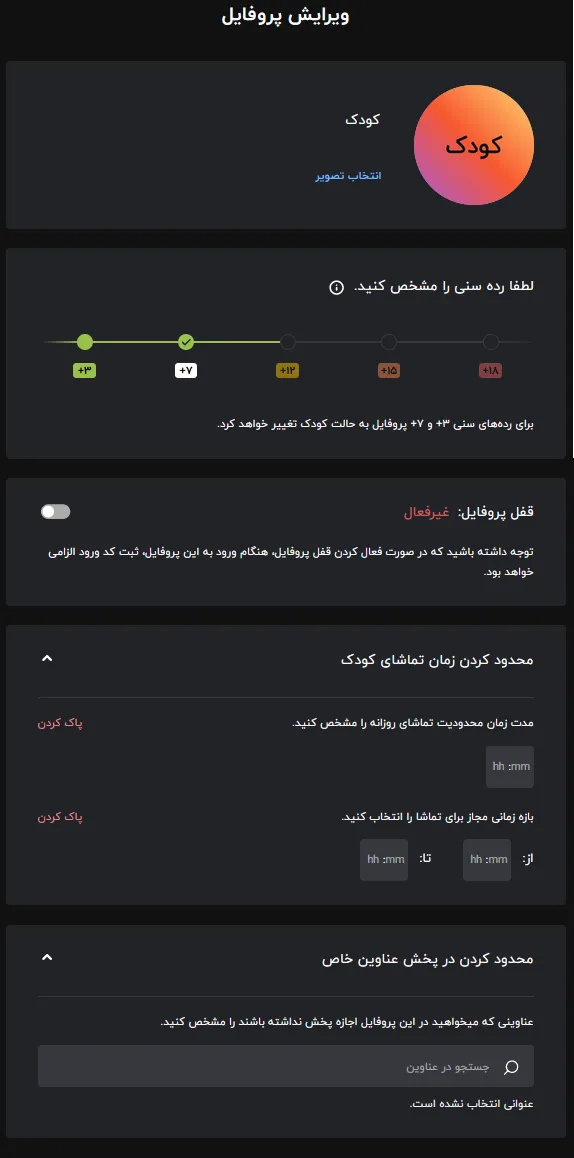 ویرایش پروفایل
کودک
کودک
انتخاب تصویر
لطفا رده سنی را مشخص کنید.
+۱۸ +۱۵ +۱۲ +۷ +۳
برای رده‌های سنی ۳+ و ۷+ پروفایل به حالت کودک تغییر خواهد کرد.
قفل پروفایل: غیرفعال
توجه داشته باشید که در صورت فعال کردن قفل پروفایل، هنگام ورود به این پروفایل، ثبت کد ورود الزامی
خواهد بود.
محدود کردن زمان تماشای کودک
مدت زمان محدودیت تماشای روزانه را مشخص کنید. پاک کردن
hh :mm
بازه زمانی مجاز برای تماشا را انتخاب کنید. پاک کردن
از: hh :mm تا: hh :mm
محدود کردن در پخش عناوین خاص
عناوینی که میخواهید در این پروفایل اجازه پخش نداشته باشند را مشخص کنید.
جستجو در عناوین
عنوانی انتخاب نشده است.